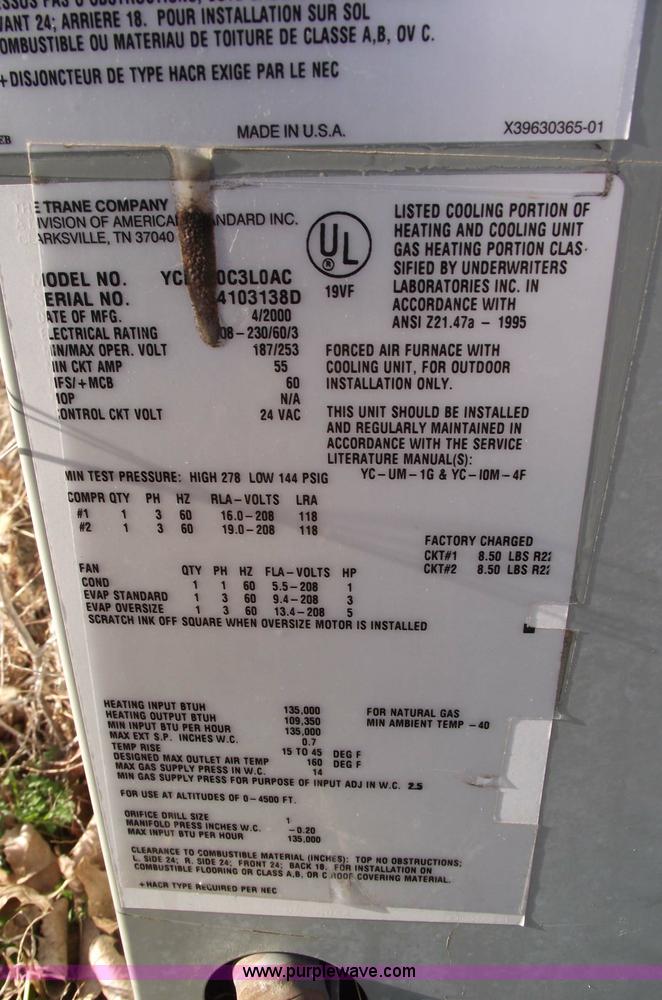 VANT 24; ARRIERE 18. POUR INSTALLATION SUR SOL
OMBUSTIBLE OU MATERIAU DE TOITURE DE CLASSE A,B, OV C.
+DISJONCTEUR DE TYPE HACR EXIGE PAR LE NEC
MADE IN U.S.A.
X39630365-01
E TRANE COMPANY
IVISION OF AMERICA NDARD INC.
ARKSVILLE, TN 37040
UL
®
19VF
LISTED COOLING PORTION OF
HEATING AND COOLING UNIT
GAS HEATING PORTION CLAS-
SIFIED BY UNDERWRITERS
LABORATORIES INC. IN
ACCORDANCE WITH
ANSI Z21.47a - 1995
ODEL NO. YC 0C3L0AC
ERIAL NO. 4103138D
ATE OF MFG. 4/2000
LECTRICAL RATING 08-230/60/3
IN/MAX OPER. VOLT 187/253
IN CKT AMP 55
FS/+MCB 60
OP N/A
ONTROL CKT VOLT 24 VAC
FORCED AIR FURNACE WITH
COOLING UNIT, FOR OUTDOOR
INSTALLATION ONLY.
THIS UNIT SHOULD BE INSTALLED
AND REGULARLY MAINTAINED IN
ACCORDANCE WITH THE SERVICE
LITERATURE MANUAL(S):
YC-UM-1G & YC-IOM-4F
MIN TEST PRESSURE: HIGH 278 LOW 144 PSIG
COMPR QTY PH HZ RLA-VOLTS LRA
#1 1 3 60 16.0-208 118
#2 1 3 60 19.0-208 118
FACTORY CHARGED
CKT#1 8.50 LBS R22
CKT#2 8.50 LBS R22
FAN QTY PH HZ FLA-VOLTS HP
COND 1 1 60 5.5-208 1
EVAP STANDARD 1 3 60 9.4-208 3
EVAP OVERSIZE 1 3 60 13.4-208 5
SCRATCH INK OFF SQUARE WHEN OVERSIZE MOTOR IS INSTALLED
HEATING INPUT BTUH 135,000
HEATING OUTPUT BTUH 109,350
MIN INPUT BTU PER HOUR 135,000
MAX EXT S.P. INCHES W.C. 0.7
TEMP RISE 15 TO 45 DEG F
DESIGNED MAX OUTLET AIR TEMP 160 DEG F
MAX GAS SUPPLY PRESS IN W.C. 14
MIN GAS SUPPLY PRESS FOR PURPOSE OF INPUT ADJ IN W.C. 2.5
FOR NATURAL GAS
MIN AMBIENT TEMP -40
FOR USE AT ALTITUDES OF 0-4500 FT.
ORIFICE DRILL SIZE 1
MANIFOLD PRESS INCHES W.C. -0.20
MAX INPUT BTU PER HOUR 135,000
CLEARANCE TO COMBUSTIBLE MATERIAL (INCHES): TOP NO OBSTRUCTIONS;
L. SIDE 24; R. SIDE 24; FRONT 24; BACK 18. FOR INSTALLATION ON
COMBUSTIBLE FLOORING OR CLASS A,B, OR C ROOF COVERING MATERIAL.
+HACR TYPE REQUIRED PER NEC
www.purplewave.com